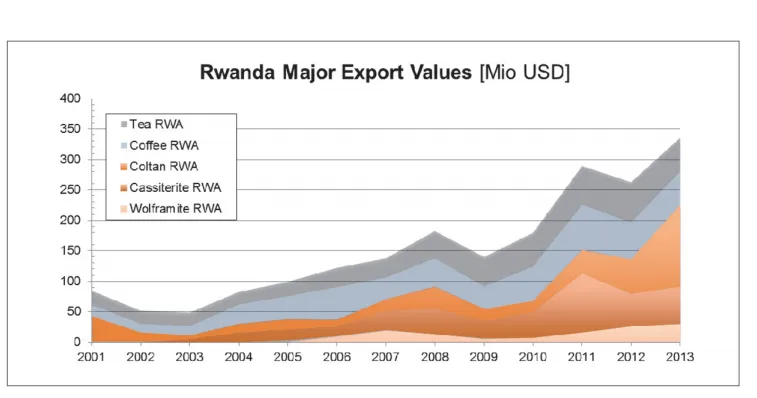 Rwanda Major Export Values [Mio USD]
400
350
300
250
200
150
100
50
0
Tea RWA
Coffee RWA
Coltan RWA
Cassiterite RWA
Wolframite RWA
2001 2002 2003 2004 2005 2006 2007 2008 2009 2010 2011 2012 2013